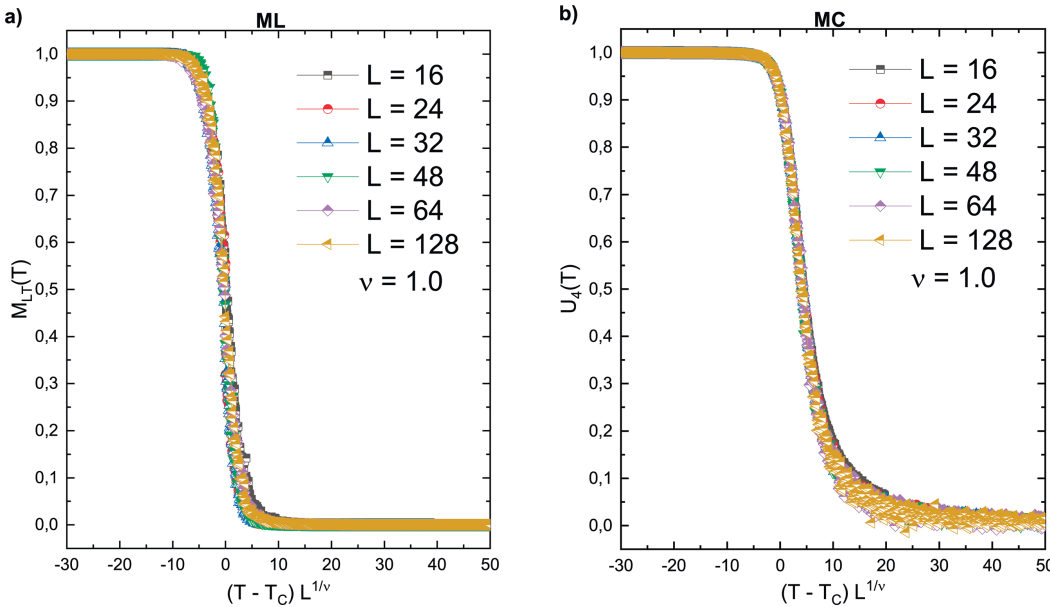 a)
ML
1,0
0,9
0,8
0,7
0,6
0,5
0,4
0,3
0,2
0,1
0,0
M_LT(T)
-30 -20 -10 0 10 20 30 40 50
(T - T_C) L^{1/ν}
L = 16
L = 24
L = 32
L = 48
L = 64
L = 128
ν = 1.0
b)
MC
1,0
0,9
0,8
0,7
0,6
0,5
0,4
0,3
0,2
0,1
0,0
U_4(T)
-30 -20 -10 0 10 20 30 40 50
(T - T_C) L^{1/ν}
L = 16
L = 24
L = 32
L = 48
L = 64
L = 128
ν = 1.0